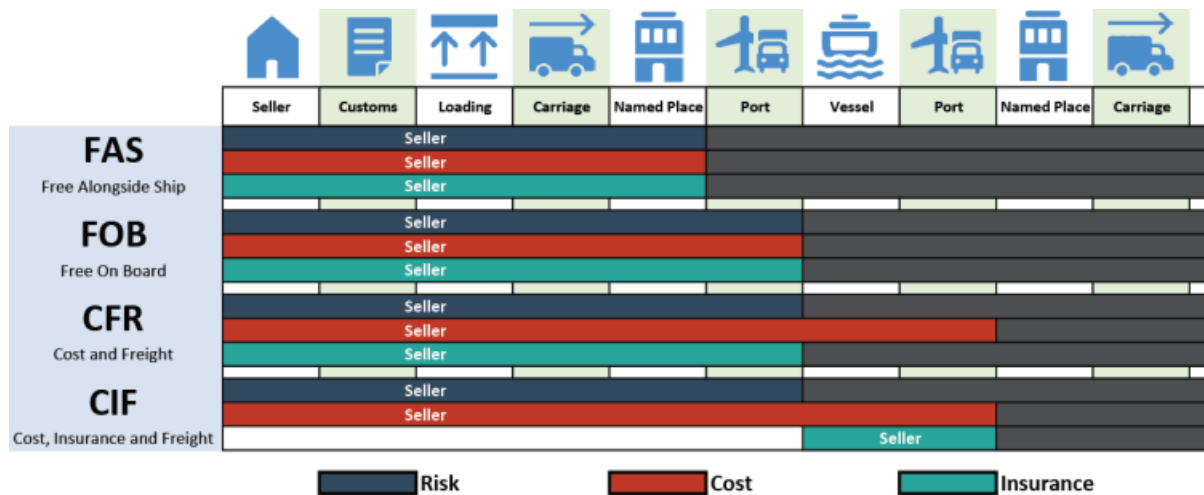 Seller Customs Loading Carriage Named Place Port Vessel Port Named Place Carriage
FAS
Free Alongside Ship
Seller
Seller
Seller
FOB
Free On Board
Seller
Seller
Seller
CFR
Cost and Freight
Seller
Seller
Seller
CIF
Cost, Insurance and Freight
Seller
Seller
Seller
Risk Cost Insurance